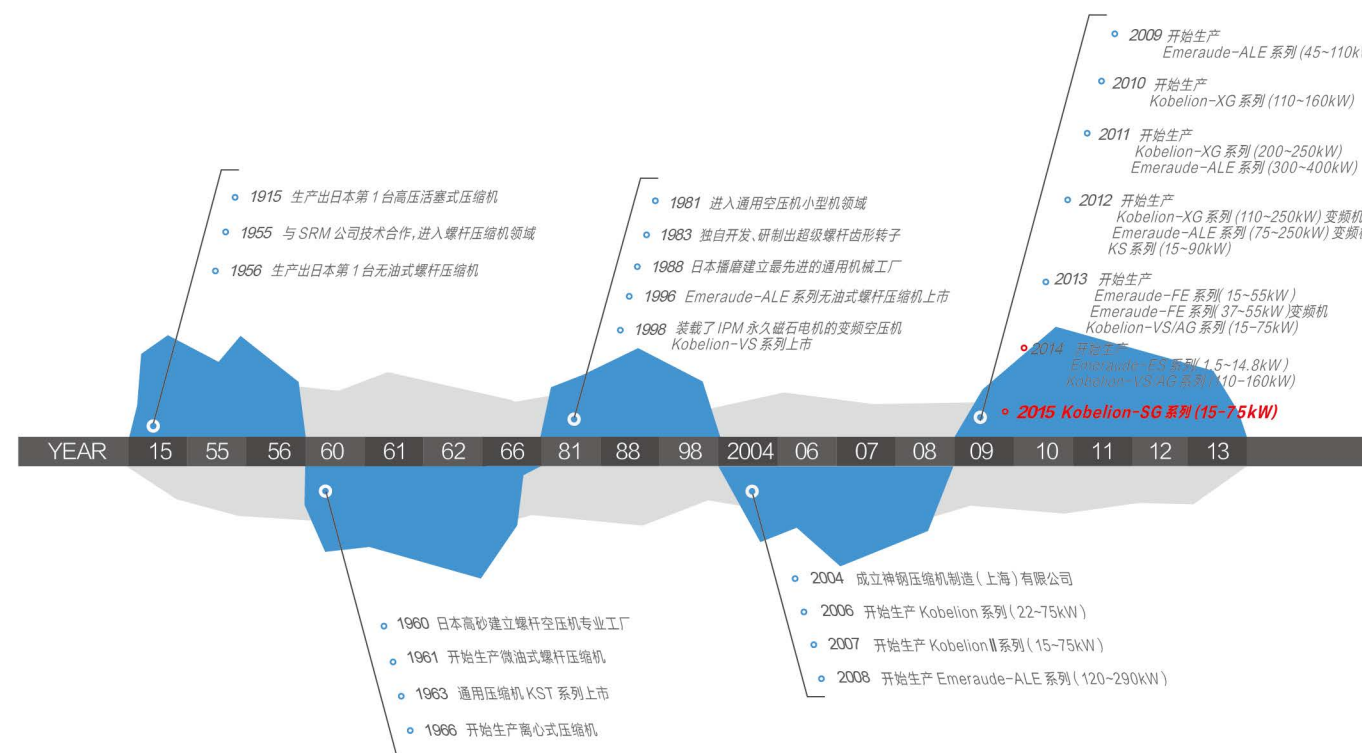 2009 开始生产
Emeraude-ALE 系列 (45~110kW
2010 开始生产
Kobelion-XG 系列 (110~160kW)
2011 开始生产
Kobelion-XG 系列 (200~250kW)
Emeraude-ALE 系列 (300~400kW)
2012 开始生产
Kobelion-XG 系列 (110~250kW) 变频机
Emeraude-ALE 系列 (75~250kW) 变频机
KS 系列 (15~90kW)
2013 开始生产
Emeraude-FE 系列( 15~55kW )
Emeraude-FE 系列( 37~55kW )变频机
Kobelion-VS/AG 系列 (15-75kW)
2014 开始生产
Emeraude-ES 系列( 1.5~14.8kW )
Kobelion-VS/AG 系列 (110-160kW)
2015 Kobelion-SG 系列 (15-75kW)
1915 生产出日本第 1 台高压活塞式压缩机
1955 与 SRM 公司技术合作,进入螺杆压缩机领域
1956 生产出日本第 1 台无油式螺杆压缩机
1981 进入通用空压机小型机领域
1983 独自开发、研制出超级螺杆齿形转子
1988 日本播磨建立最先进的通用机械工厂
1996 Emeraude-ALE 系列无油式螺杆压缩机上市
1998 装载了 IPM 永久磁石电机的变频空压机
Kobelion-VS 系列上市
YEAR 15 55 56 60 61 62 66 81 88 98 2004 06 07 08 09 10 11 12 13
1960 日本高砂建立螺杆空压机专业工厂
1961 开始生产微油式螺杆压缩机
1963 通用压缩机 KST 系列上市
1966 开始生产离心式压缩机
2004 成立神钢压缩机制造( 上海 ) 有限公司
2006 开始生产 Kobelion 系列 ( 22~75kW )
2007 开始生产 KobelionⅡ系列 ( 15~75kW )
2008 开始生产 Emeraude-ALE 系列 ( 120~290kW )